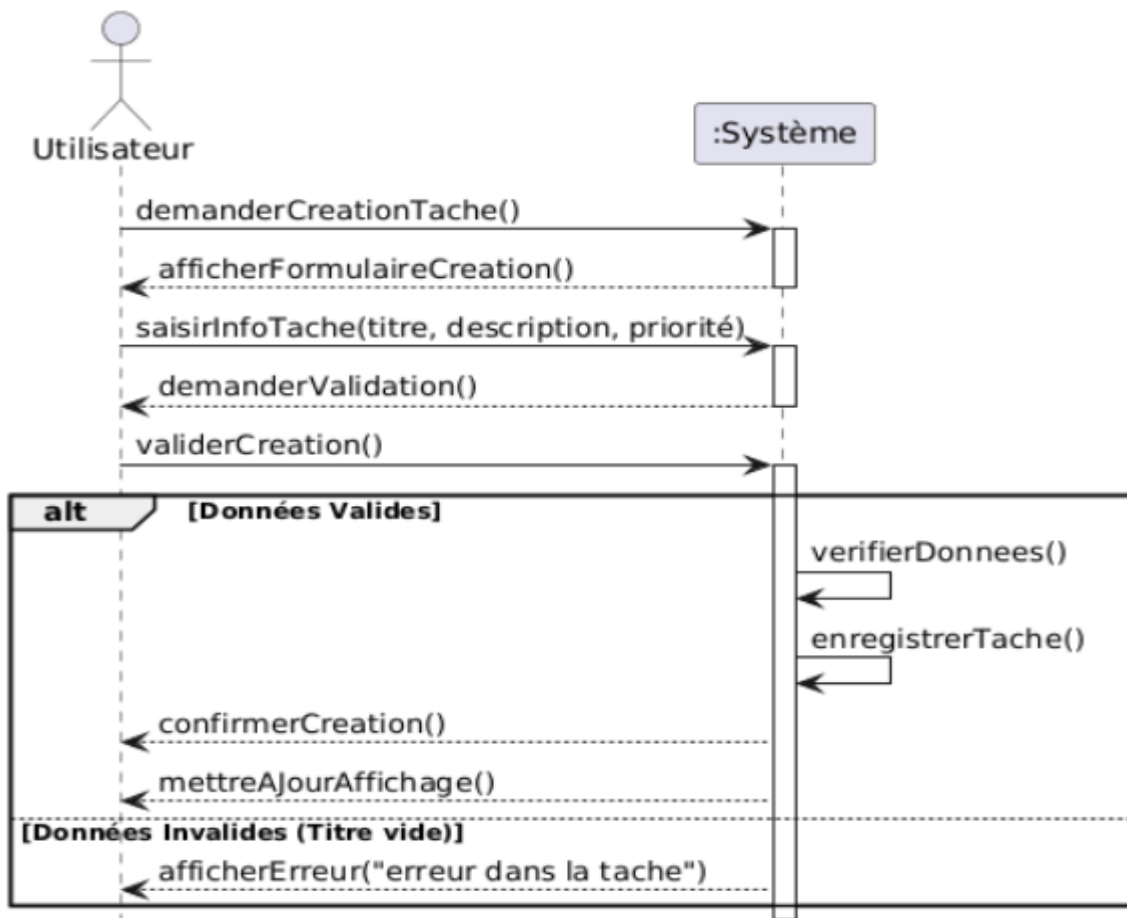 Utilisateur
:Système
demanderCreationTache()
afficherFormulaireCreation()
saisirInfoTache(titre, description, priorité)
demanderValidation()
validerCreation()
alt [Données Valides]
verifierDonnees()
enregistrerTache()
confirmerCreation()
mettreAJourAffichage()
[Données Invalides (Titre vide)]
afficherErreur("erreur dans la tache")